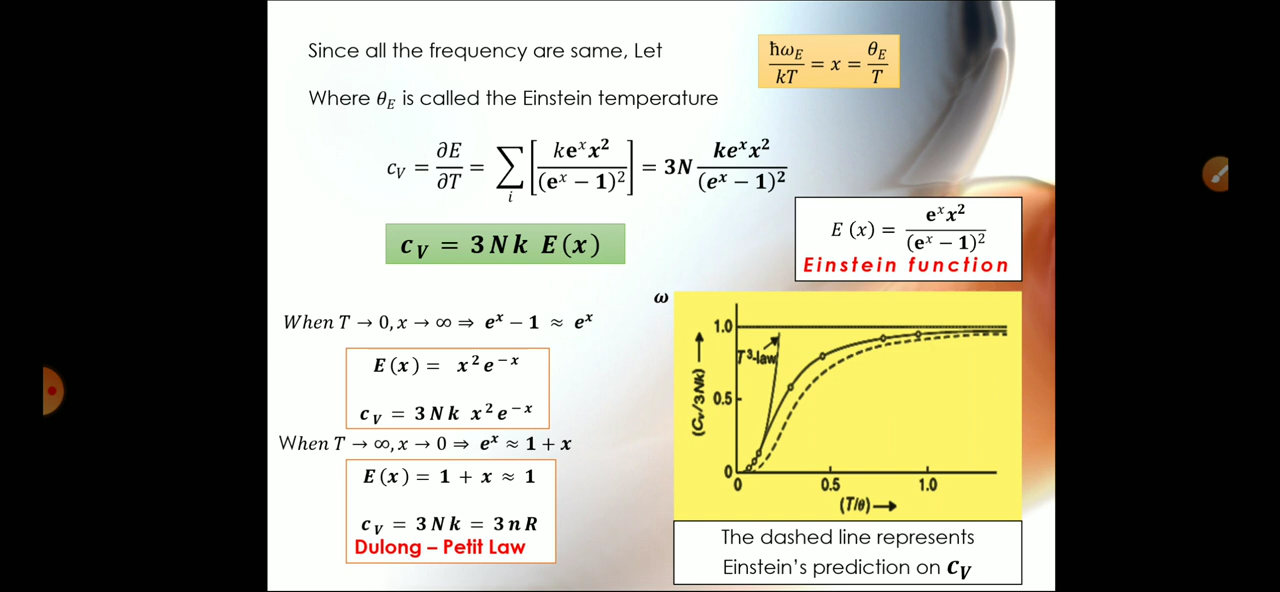 Since all the frequency are same, Let
ħω_E/kT = x = θ_E/T
Where θ_E is called the Einstein temperature
c_V = ∂E/∂T = ∑_i [ke^x x^2/(e^x − 1)^2] = 3N ke^x x^2/(e^x − 1)^2
E (x) = e^x x^2/(e^x − 1)^2
Einstein function
c_V = 3Nk E(x)
ω
When T → 0, x → ∞ ⇒ e^x − 1 ≈ e^x
E(x) = x^2 e^−x
c_V = 3Nk x^2 e^−x
When T → ∞, x → 0 ⇒ e^x ≈ 1 + x
E(x) = 1 + x ≈ 1
c_V = 3Nk = 3nR
Dulong – Petit Law
(C_v/3Nk) →
1.0
T^3-law
0.5
0
0 0.5 1.0
(T/θ) →
The dashed line represents
Einstein's prediction on c_V